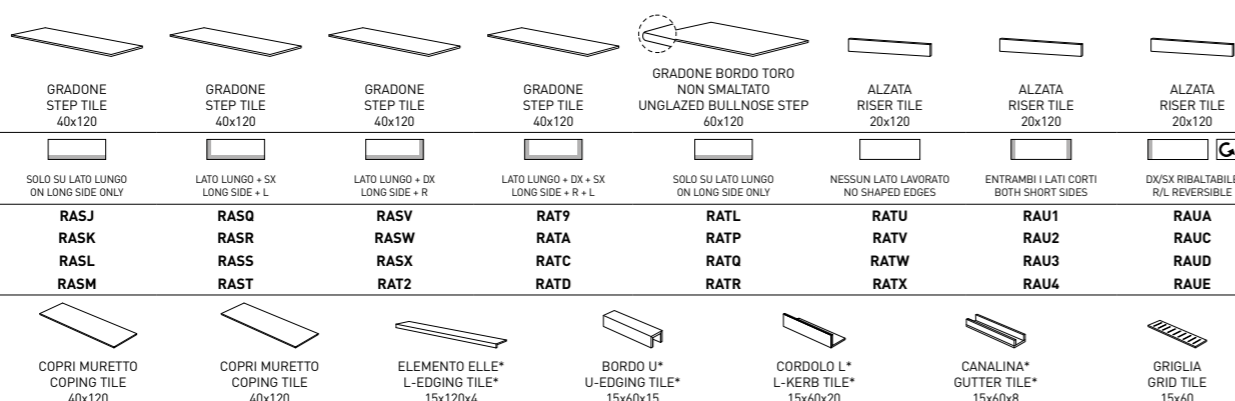 GRADONE
STEP TILE
40x120
GRADONE
STEP TILE
40x120
GRADONE
STEP TILE
40x120
GRADONE
STEP TILE
40x120
GRADONE BORDO TORO
NON SMALTATO
UNGLAZED BULLNOSE STEP
60x120
ALZATA
RISER TILE
20x120
ALZATA
RISER TILE
20x120
ALZATA
RISER TILE
20x120
SOLO SU LATO LUNGO
ON LONG SIDE ONLY
LATO LUNGO + SX
LONG SIDE + L
LATO LUNGO + DX
LONG SIDE + R
LATO LUNGO + DX + SX
LONG SIDE + R + L
SOLO SU LATO LUNGO
ON LONG SIDE ONLY
NESSUN LATO LAVORATO
NO SHAPED EDGES
ENTRAMBI I LATI CORTI
BOTH SHORT SIDES
DX/SX RIBALTABILE
R/L REVERSIBLE
RASJ RASQ RASV RAT9 RATL RATU RAU1 RAUA
RASK RASR RASW RATA RATP RATV RAU2 RAUC
RASL RASS RASX RATC RATQ RATW RAU3 RAUD
RASM RAST RAT2 RATD RATR RATX RAU4 RAUE
COPRI MURETTO
COPING TILE
40x120
COPRI MURETTO
COPING TILE
40x120
ELEMENTO ELLE*
L-EDGING TILE*
15x120x4
BORDO U*
U-EDGING TILE*
15x60x15
CORDOLO L*
L-KERB TILE*
15x60x20
CANALINA*
GUTTER TILE*
15x60x8
GRIGLIA
GRID TILE
15x60